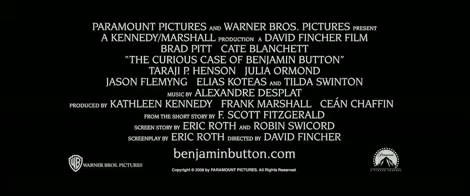 PARAMOUNT PICTURES AND WARNER BROS. PICTURES PRESENT
A KENNEDY/MARSHALL PRODUCTION A DAVID FINCHER FILM
BRAD PITT CATE BLANCHETT
"THE CURIOUS CASE OF BENJAMIN BUTTON"
TARAJI P. HENSON JULIA ORMOND
JASON FLEMYNG ELIAS KOTEAS AND TILDA SWINTON
MUSIC BY ALEXANDRE DESPLAT
PRODUCED BY KATHLEEN KENNEDY FRANK MARSHALL CEÁN CHAFFIN
FROM THE SHORT STORY BY F. SCOTT FITZGERALD
SCREEN STORY BY ERIC ROTH AND ROBIN SWICORD
SCREENPLAY BY ERIC ROTH DIRECTED BY DAVID FINCHER
benjaminbutton.com
WB WARNER BROS. PICTURES
Paramount
Copyright © 2008 by PARAMOUNT PICTURES. All Rights Reserved